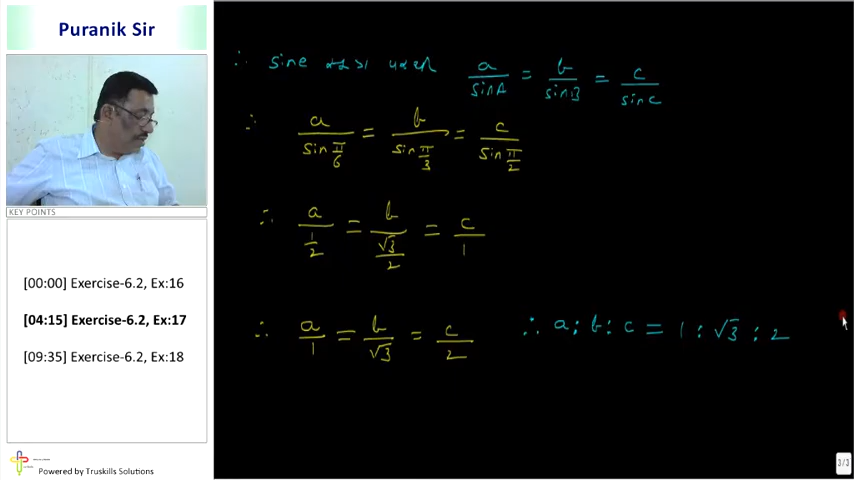 Puranik Sir
KEY POINTS
[00:00] Exercise-6.2, Ex:16
[04:15] Exercise-6.2, Ex:17
[09:35] Exercise-6.2, Ex:18
Powered by Truskills Solutions
∴ sine a/sinA = b/sinB = c/sinC
∴ a/sin π/6 = b/sin π/3 = c/sin π/2
∴ a/(1/2) = b/(√3/2) = c/1
∴ a/1 = b/√3 = c/2 ∴ a : b : c = 1 : √3 : 2
3/3